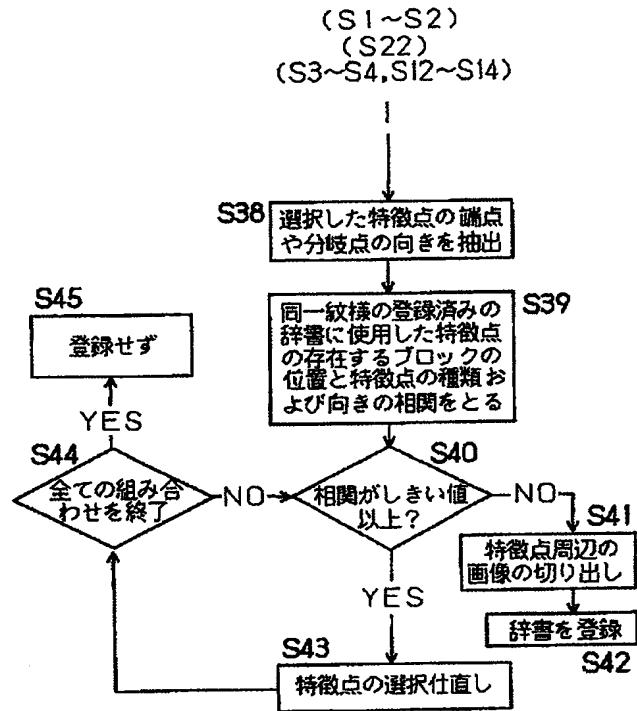 (S1～S2)
(S22)
(S3～S4,S12～S14)
S38
選択した特徴点の端点
や分岐点の向きを抽出
S39
同一紋様の登録済みの
辞書に使用した特徴点
の存在するブロックの
位置と特徴点の種類お
よび向きの相関をとる
S45
登録せず
YES
S44
全ての組み合
わせを終了
NO
S40
相関がしきい値
以上？
NO
S41
特徴点周辺の
画像の切り出し
YES
辞書を登録
S42
S43
特徴点の選択仕直し